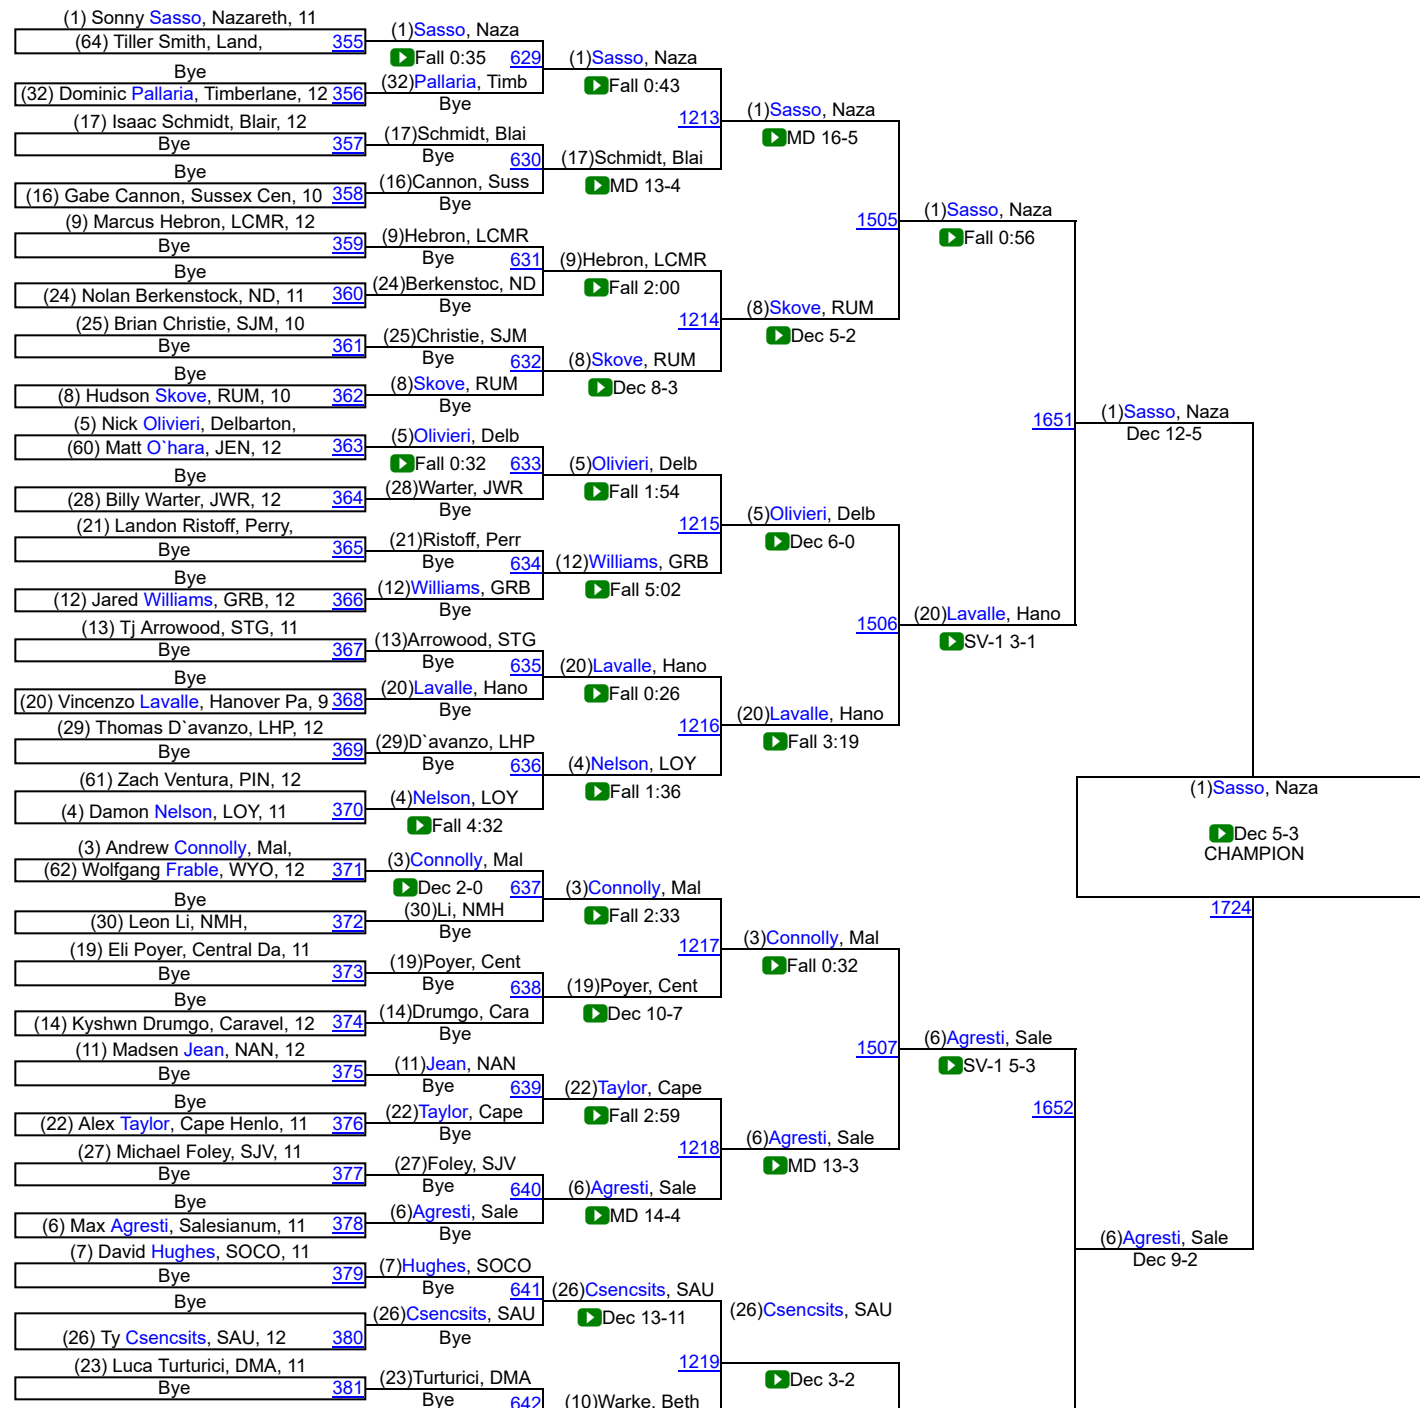 (1) Sonny Sasso, Nazareth, 11
(64) Tiller Smith, Land, 355
Bye
(32) Dominic Pallaria, Timberlane, 12 356
(17) Isaac Schmidt, Blair, 12
Bye 357
Bye
(16) Gabe Cannon, Sussex Cen, 10 358
(9) Marcus Hebron, LCMR, 12
Bye 359
Bye
(24) Nolan Berkenstock, ND, 11 360
(25) Brian Christie, SJM, 10
Bye 361
Bye
(8) Hudson Skove, RUM, 10 362
(5) Nick Olivieri, Delbarton,
(60) Matt O`hara, JEN, 12 363
Bye
(28) Billy Warter, JWR, 12 364
(21) Landon Ristoff, Perry,
Bye 365
Bye
(12) Jared Williams, GRB, 12 366
(13) Tj Arrowood, STG, 11
Bye 367
Bye
(20) Vincenzo Lavalle, Hanover Pa, 9 368
(29) Thomas D`avanzo, LHP, 12
Bye 369
(61) Zach Ventura, PIN, 12
(4) Damon Nelson, LOY, 11 370
(3) Andrew Connolly, Mal,
(62) Wolfgang Frable, WYO, 12 371
Bye
(30) Leon Li, NMH, 372
(19) Eli Poyer, Central Da, 11
Bye 373
Bye
(14) Kyshwn Drumgo, Caravel, 12 374
(11) Madsen Jean, NAN, 12
Bye 375
Bye
(22) Alex Taylor, Cape Henlo, 11 376
(27) Michael Foley, SJV, 11
Bye 377
Bye
(6) Max Agresti, Salesianum, 11 378
(7) David Hughes, SOCO, 11
Bye 379
Bye
(26) Ty Csencsits, SAU, 12 380
(23) Luca Turturici, DMA, 11
Bye 381
(1)Sasso, Naza
Fall 0:35 629
(32)Pallaria, Timb
Bye
(17)Schmidt, Blai
Bye 630
(16)Cannon, Suss
Bye
(9)Hebron, LCMR
Bye 631
(24)Berkenstoc, ND
Bye
(25)Christie, SJM
Bye 632
(8)Skove, RUM
Bye
(5)Olivieri, Delb
Fall 0:32 633
(28)Warter, JWR
Bye
(21)Ristoff, Perr
Bye 634
(12)Williams, GRB
Bye
(13)Arrowood, STG
Bye 635
(20)Lavalle, Hano
Bye
(29)D`avanzo, LHP
Bye 636
(4)Nelson, LOY
Fall 4:32
(3)Connolly, Mal
Dec 2-0 637
(30)Li, NMH
Bye
(19)Poyer, Cent
Bye 638
(14)Drumgo, Cara
Bye
(11)Jean, NAN
Bye 639
(22)Taylor, Cape
Bye
(27)Foley, SJV
Bye 640
(6)Agresti, Sale
Bye
(7)Hughes, SOCO
Bye 641
(26)Csencsits, SAU
Bye
(23)Turturici, DMA
Bye 642
(1)Sasso, Naza
Fall 0:43
1213
(17)Schmidt, Blai
MD 13-4
(9)Hebron, LCMR
Fall 2:00
1214
(8)Skove, RUM
Dec 8-3
(5)Olivieri, Delb
Fall 1:54
1215
(12)Williams, GRB
Fall 5:02
(20)Lavalle, Hano
Fall 0:26
1216
(4)Nelson, LOY
Fall 1:36
(3)Connolly, Mal
Fall 2:33
1217
(19)Poyer, Cent
Dec 10-7
(22)Taylor, Cape
Fall 2:59
1218
(6)Agresti, Sale
MD 14-4
(26)Csencsits, SAU
Dec 13-11
1219
(10)Warke, Beth
(1)Sasso, Naza
MD 16-5
1505
(8)Skove, RUM
Dec 5-2
(5)Olivieri, Delb
Dec 6-0
1506
(20)Lavalle, Hano
Fall 3:19
(3)Connolly, Mal
Fall 0:32
1507
(6)Agresti, Sale
MD 13-3
(26)Csencsits, SAU
Dec 3-2
(1)Sasso, Naza
Fall 0:56
1651
(20)Lavalle, Hano
SV-1 3-1
(6)Agresti, Sale
SV-1 5-3
1652
(1)Sasso, Naza
Dec 12-5
(6)Agresti, Sale
Dec 9-2
(1)Sasso, Naza
Dec 5-3
CHAMPION
1724